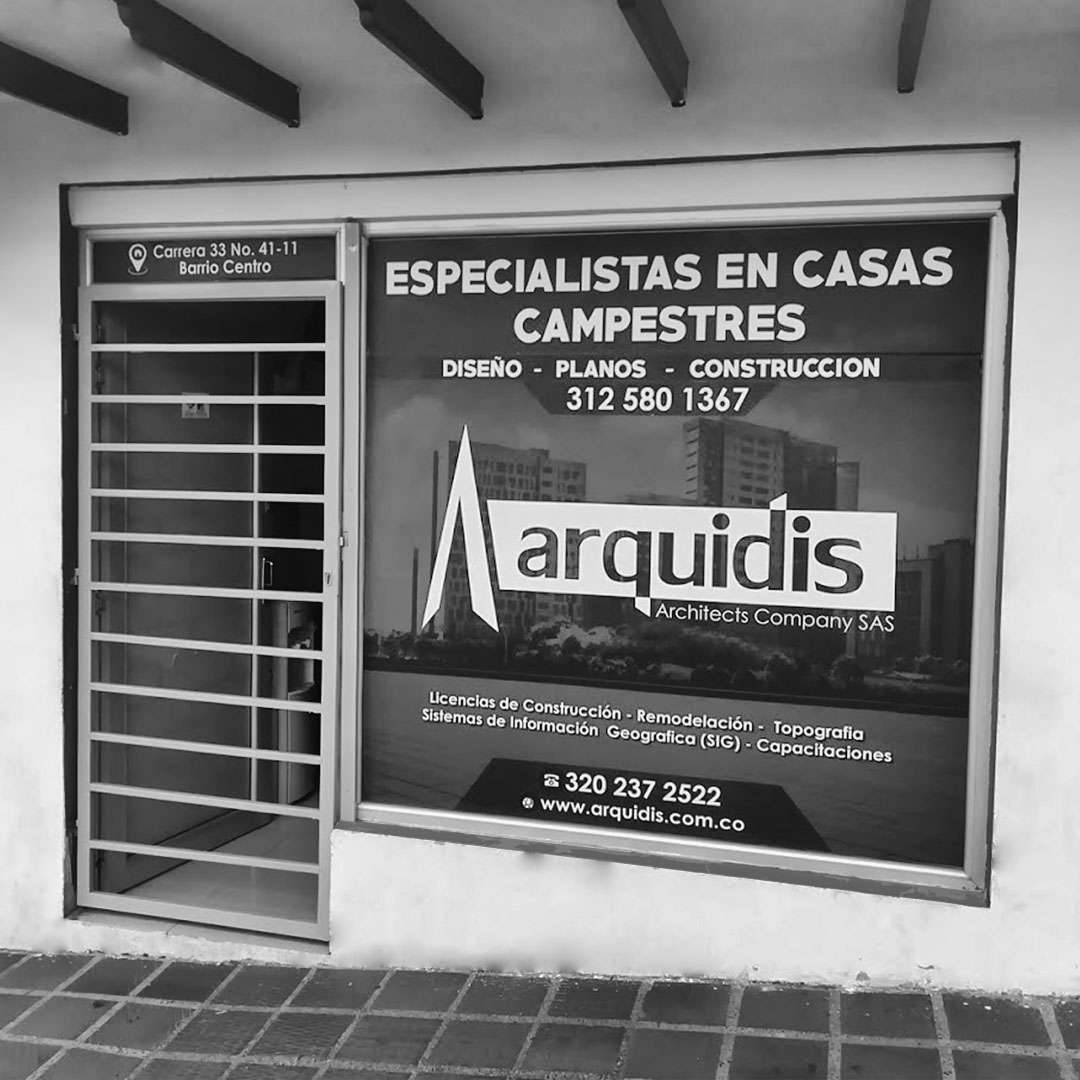 Carrera 33 No. 41-11
Barrio Centro
ESPECIALISTAS EN CASAS
CAMPESTRES
DISEÑO - PLANOS - CONSTRUCCION
312 580 1367
arquidis
Architects Company SAS
Licencias de Construcción - Remodelación - Topografia
Sistemas de Información Geografica (SIG) - Capacitaciones
320 237 2522
www.arquidis.com.co